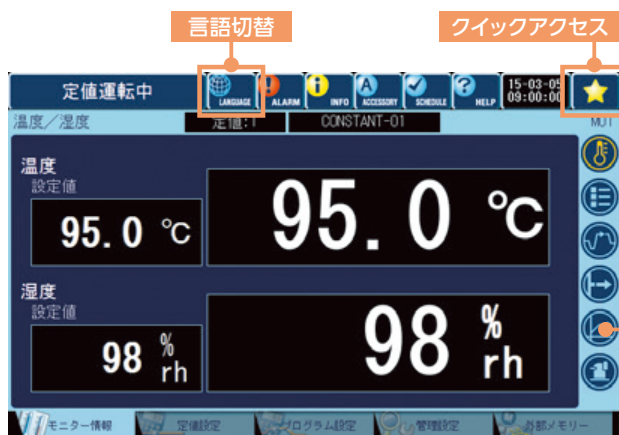 言語切替
クイックアクセス
定値運転中
LANGUAGE
ALARM
INFO
ACCESSORY
SCHEDULE
HELP
15-03-05
09:00:00
温度/湿度
定値:1
CONSTANT-01
温度
設定値
95.0 ℃
95.0 ℃
湿度
設定値
98 % rh
98 % rh
モニター情報
定値設定
プログラム設定
管理設定
外部メモリー